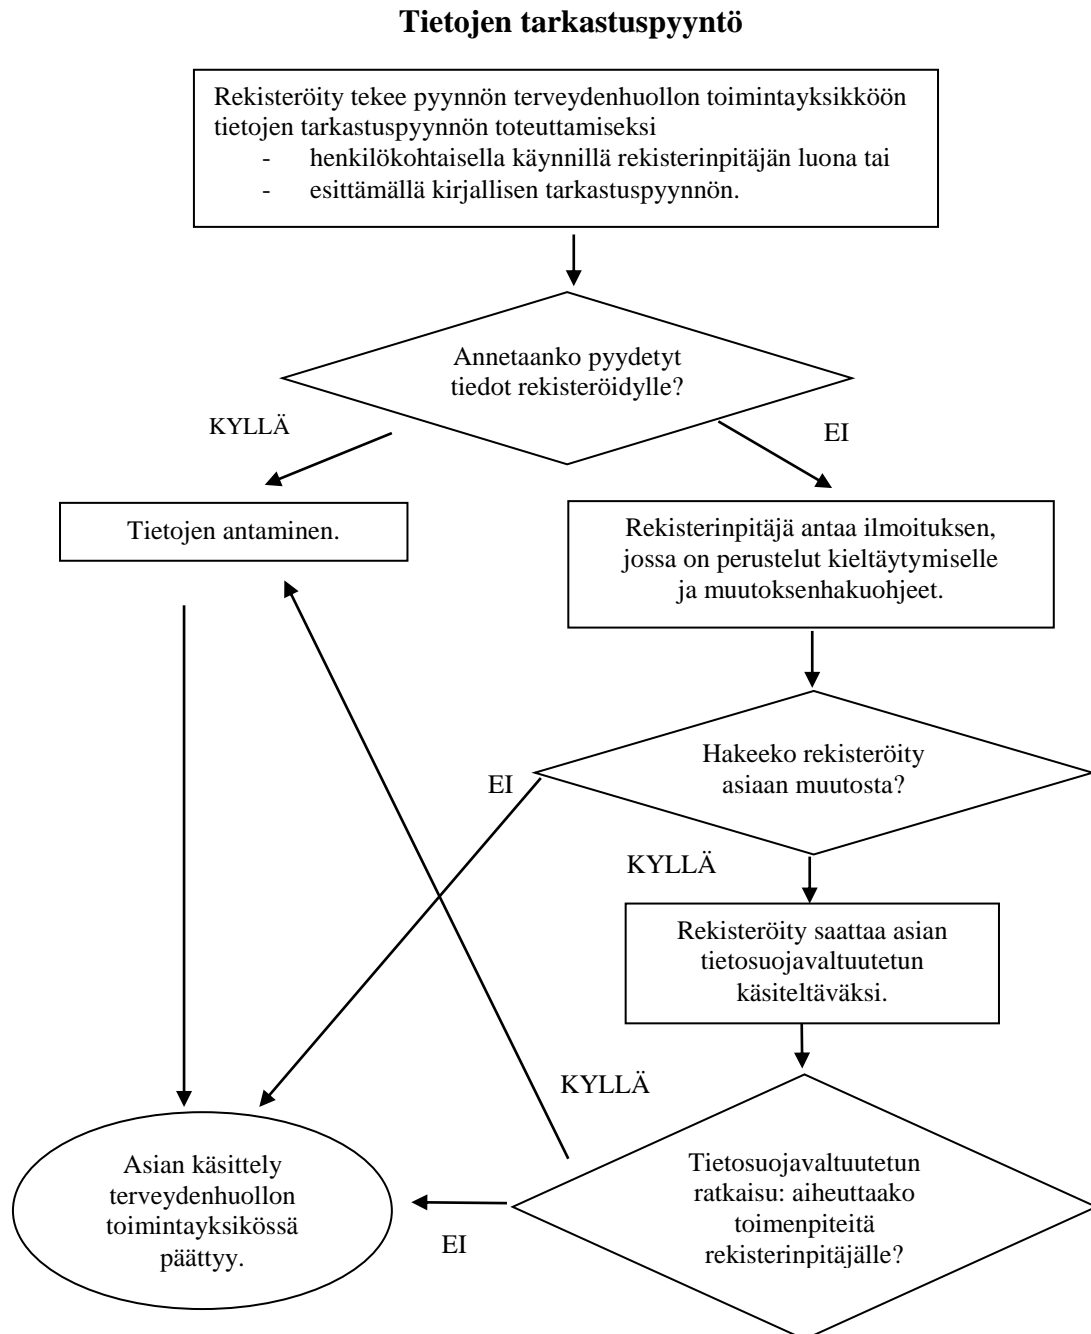 Tietojen tarkastuspyyntö
Rekisteröity tekee pyynnön terveydenhuollon toimintayksikköön
tietojen tarkastuspyynnön toteuttamiseksi
- henkilökohtaisella käynnillä rekisterinpitäjän luona tai
- esittämällä kirjallisen tarkastuspyynnön.
Annetaanko pyydetyt
tiedot rekisteröidylle?
KYLLÄ
EI
Tietojen antaminen.
Rekisterinpitäjä antaa ilmoituksen,
jossa on perustelut kieltäytymiselle
ja muutoksenhakuohjeet.
Hakeeko rekisteröity
asiaan muutosta?
EI
KYLLÄ
Rekisteröity saattaa asian
tietosuojavaltuutetun
käsiteltäväksi.
KYLLÄ
Tietosuojavaltuutetun
ratkaisu: aiheuttaako
toimenpiteitä
rekisterinpitäjälle?
EI
Asian käsittely
terveydenhuollon
toimintayksikössä
päättyy.